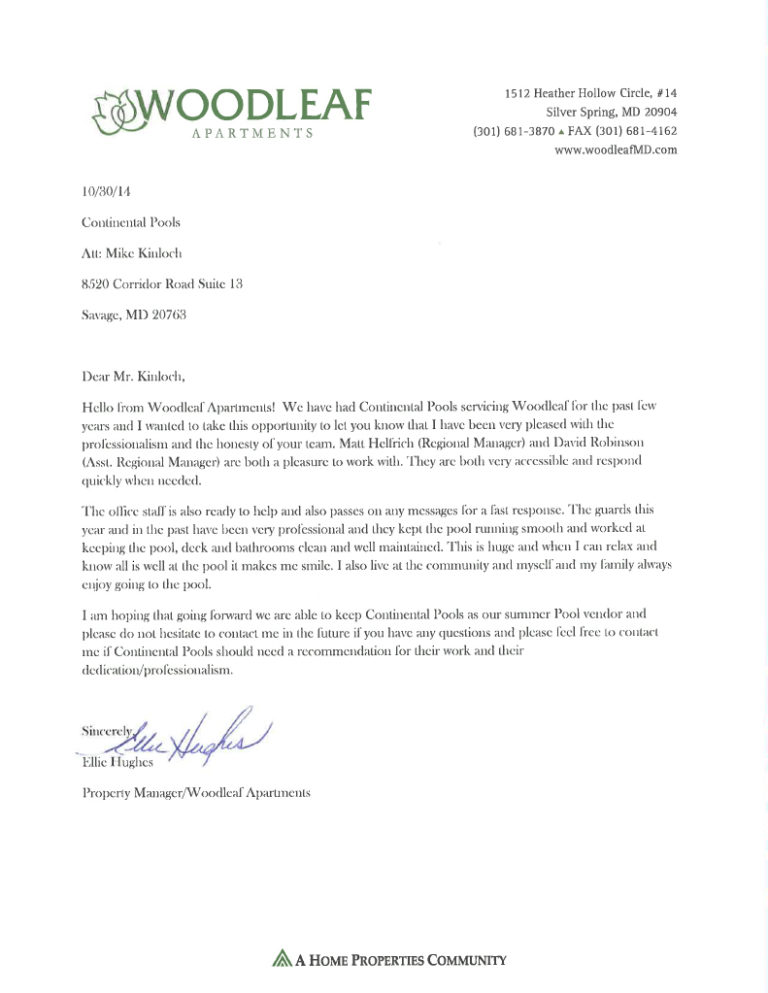 WOODLEAF
APARTMENTS
1512 Heather Hollow Circle, #14
Silver Spring, MD 20904
(301) 681-3870 ▲ FAX (301) 681-4162
www.woodleafMD.com
10/30/14
Continental Pools
Att: Mike Kinloch
8520 Corridor Road Suite 13
Savage, MD 20763
Dear Mr. Kinloch,
Hello from Woodleaf Apartments! We have had Continental Pools servicing Woodleaf for the past few
years and I wanted to take this opportunity to let you know that I have been very pleased with the
professionalism and the honesty of your team. Matt Helfrich (Regional Manager) and David Robinson
(Asst. Regional Manager) are both a pleasure to work with. They are both very accessible and respond
quickly when needed.
The office staff is also ready to help and also passes on any messages for a fast response. The guards this
year and in the past have been very professional and they kept the pool running smooth and worked at
keeping the pool, deck and bathrooms clean and well maintained. This is huge and when I can relax and
know all is well at the pool it makes me smile. I also live at the community and myself and my family always
enjoy going to the pool.
I am hoping that going forward we are able to keep Continental Pools as our summer Pool vendor and
please do not hesitate to contact me in the future if you have any questions and please feel free to contact
me if Continental Pools should need a recommendation for their work and their
dedication/professionalism.
Sincerely,
Ellie Hughes
Ellie Hughes
Property Manager/Woodleaf Apartments
A HOME PROPERTIES COMMUNITY